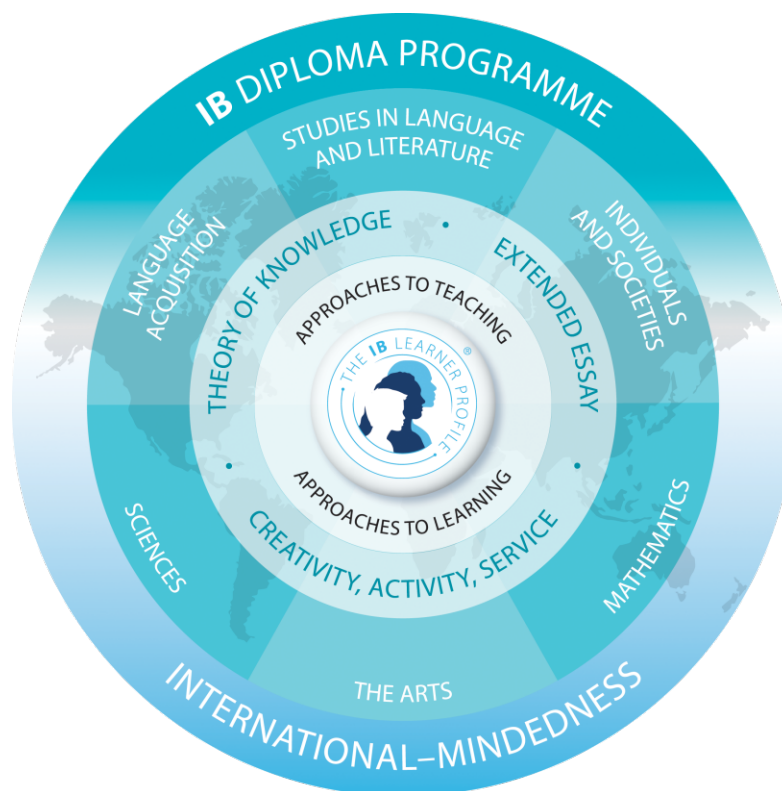 IB DIPLOMA PROGRAMME
STUDIES IN LANGUAGE
AND LITERATURE
LANGUAGE
ACQUISITION
INDIVIDUALS
AND SOCIETIES
THEORY OF KNOWLEDGE
•
EXTENDED ESSAY
•
APPROACHES TO TEACHING
• THE IB LEARNER PROFILE •
®
APPROACHES TO LEARNING
•
CREATIVITY, ACTIVITY, SERVICE
SCIENCES
MATHEMATICS
THE ARTS
INTERNATIONAL–MINDEDNESS